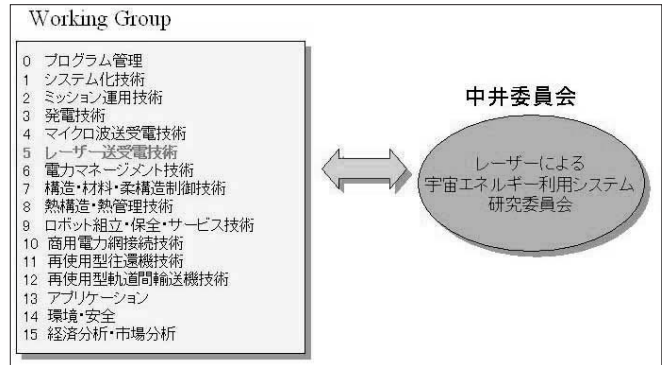 Working Group
0 プログラム管理
1 システム化技術
2 ミッション運用技術
3 発電技術
4 マイクロ波送受電技術
5 レーザー送受電技術
6 電力マネージメント技術
7 構造・材料・柔構造制御技術
8 熱構造・熱管理技術
9 ロボット組立・保全・サービス技術
10 商用電力網接続技術
11 再使用型往還機技術
12 再使用型軌道間輸送機技術
13 アプリケーション
14 環境・安全
15 経済分析・市場分析
中井委員会
レーザーによる
宇宙エネルギー利用システム
研究委員会